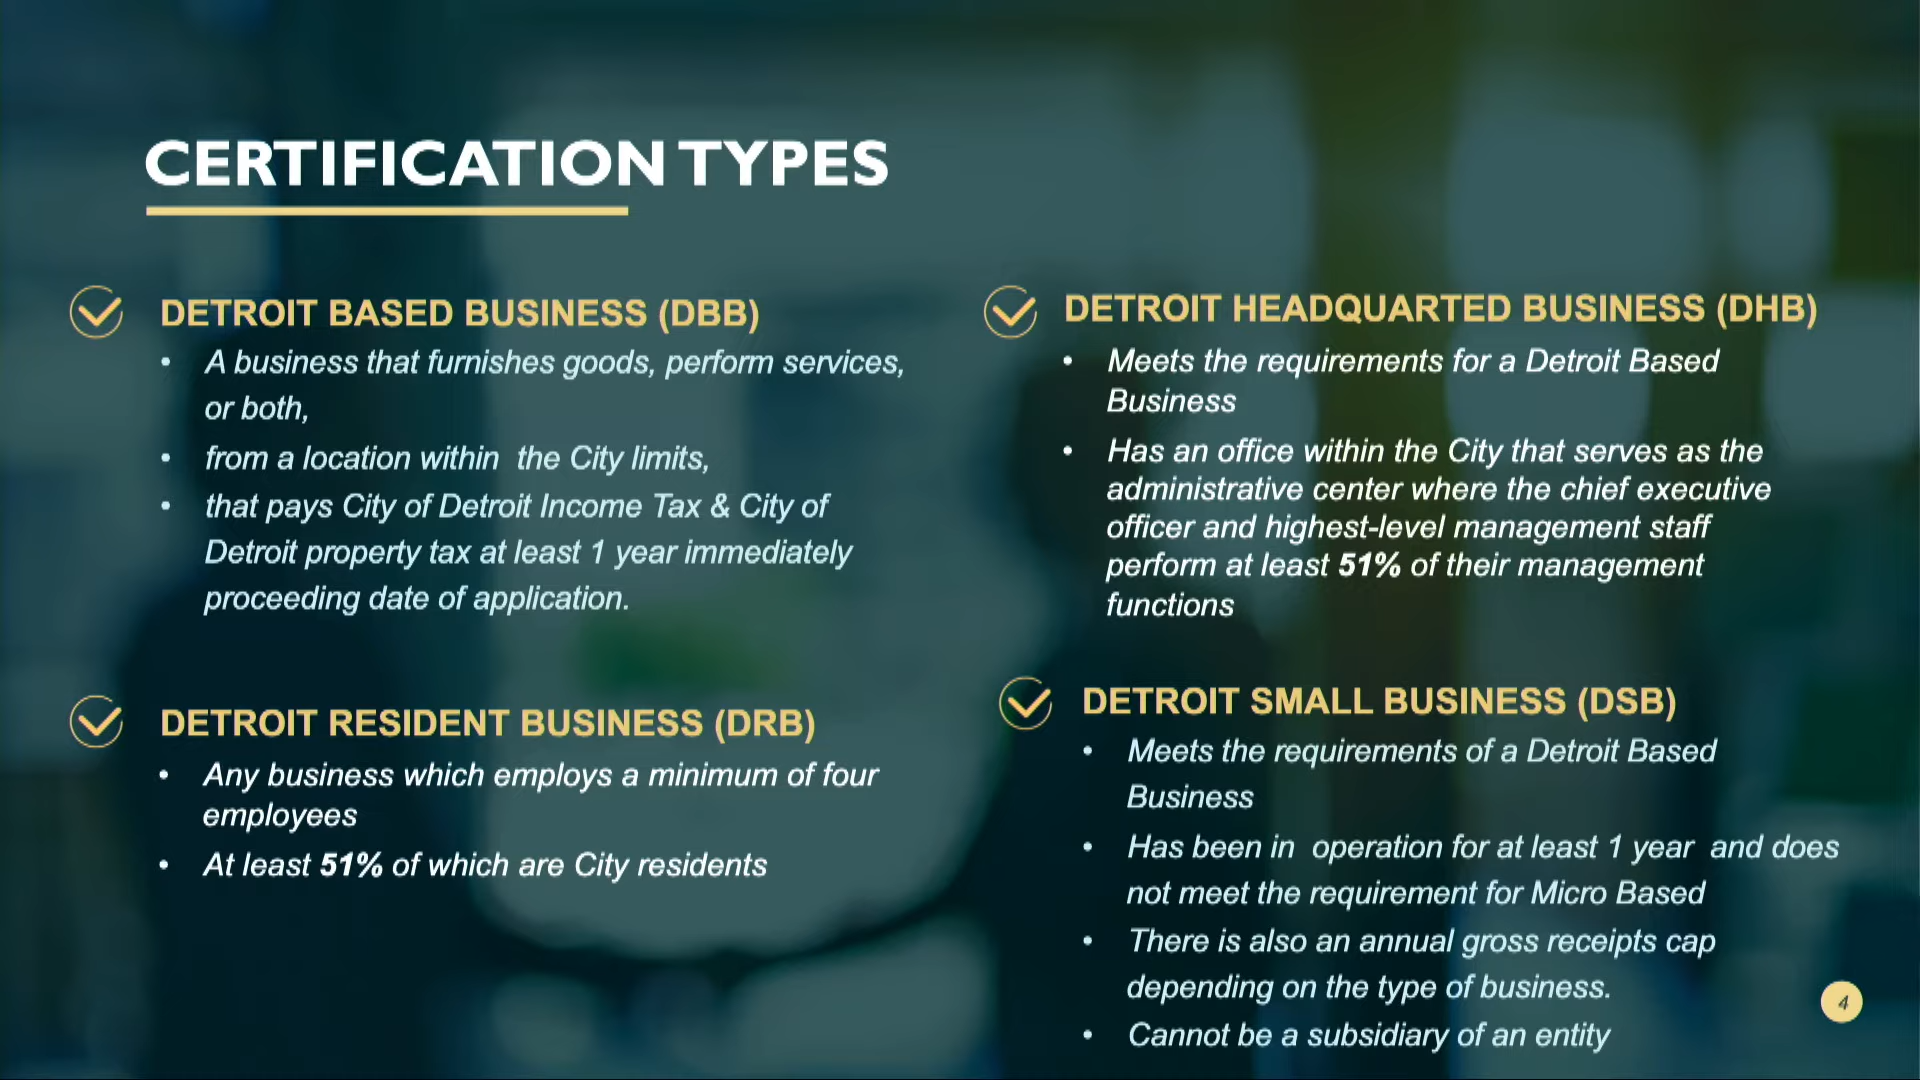 CERTIFICATION TYPES
DETROIT BASED BUSINESS (DBB)
• A business that furnishes goods, perform services,
or both,
• from a location within the City limits,
• that pays City of Detroit Income Tax & City of
Detroit property tax at least 1 year immediately
proceeding date of application.
DETROIT RESIDENT BUSINESS (DRB)
• Any business which employs a minimum of four
employees
• At least 51% of which are City residents
DETROIT HEADQUARTED BUSINESS (DHB)
• Meets the requirements for a Detroit Based
Business
• Has an office within the City that serves as the
administrative center where the chief executive
officer and highest-level management staff
perform at least 51% of their management
functions
DETROIT SMALL BUSINESS (DSB)
• Meets the requirements of a Detroit Based
Business
• Has been in operation for at least 1 year and does
not meet the requirement for Micro Based
• There is also an annual gross receipts cap
depending on the type of business.
• Cannot be a subsidiary of an entity
4